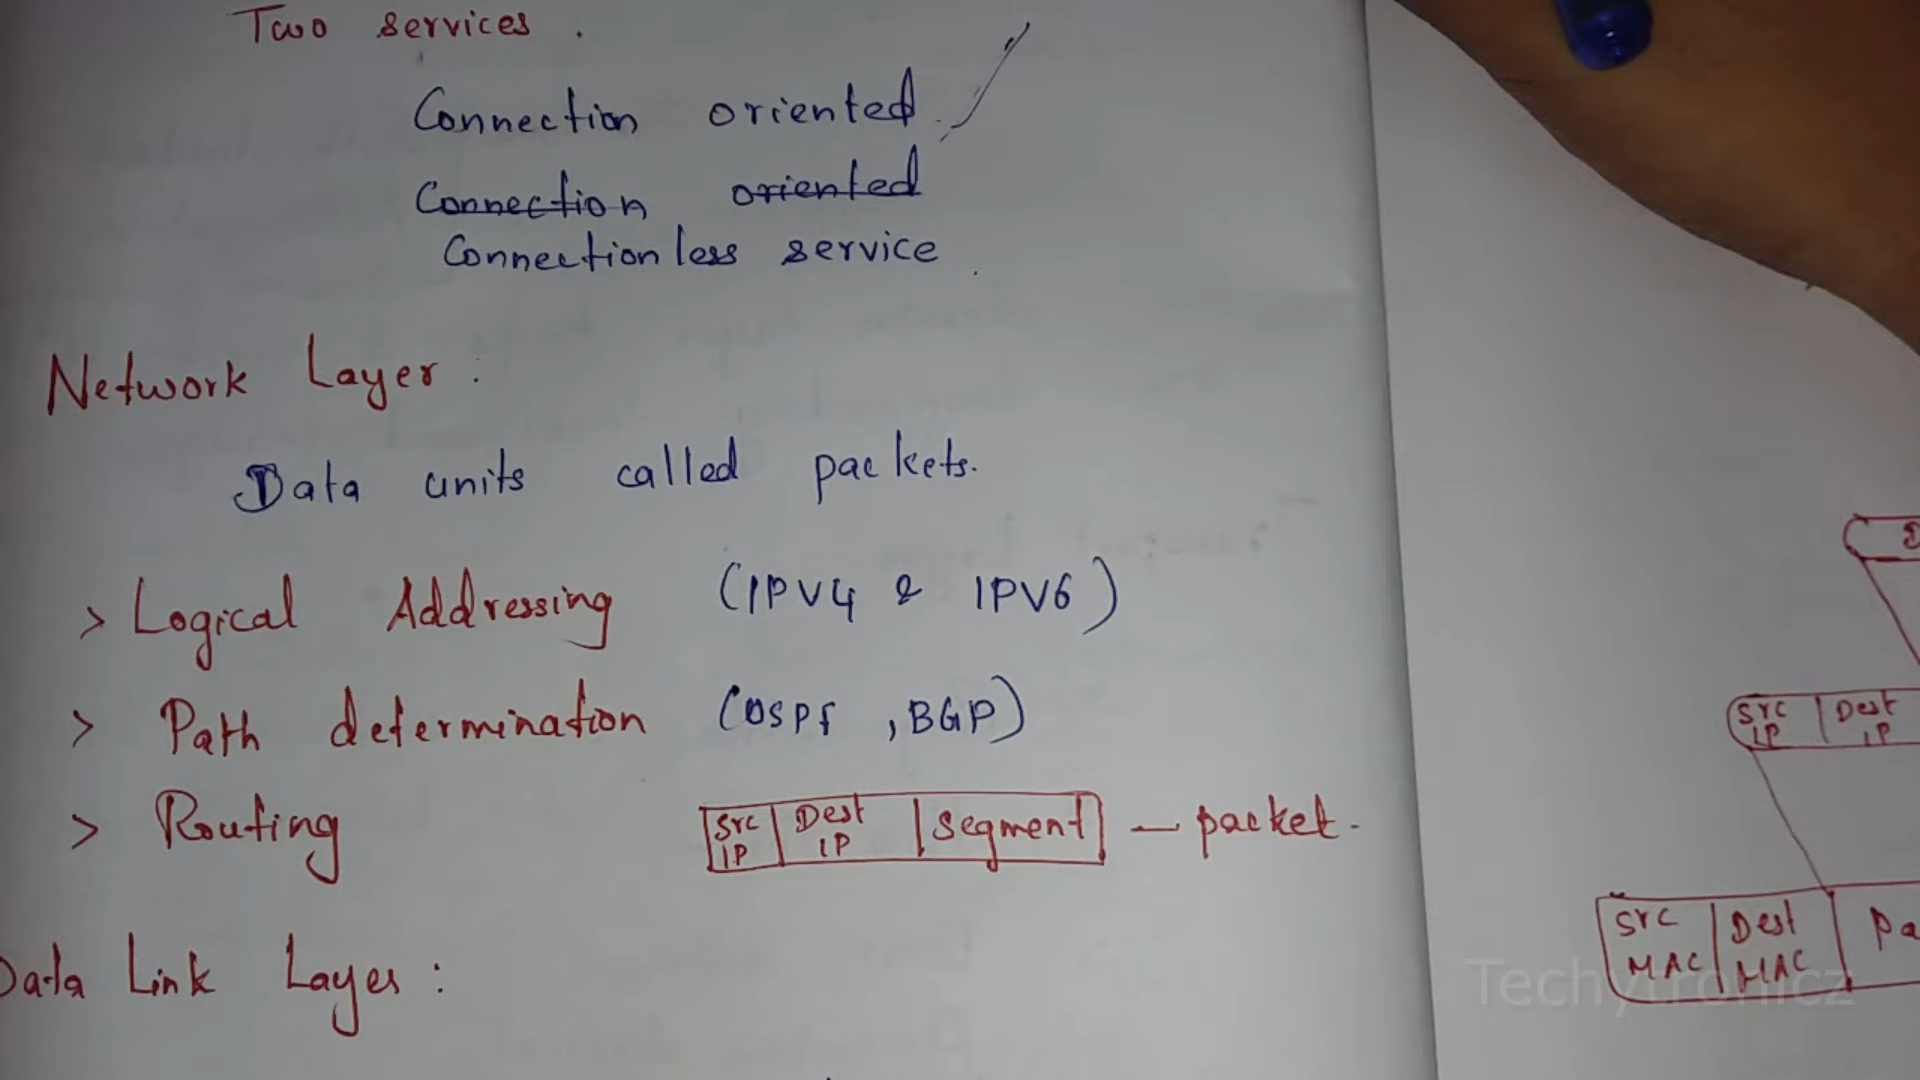 Two services.
Connection oriented.
Connection oriented
Connectionless service
Network Layer:
Data units called packets.
> Logical Addressing (IPV4 & IPV6)
> Path determination (OSPF, BGP)
> Routing
Src IP | Dest IP | segment — packet.
Data Link Layer:
Src IP | Dest IP
Src MAC | Dest MAC
Techytronicz